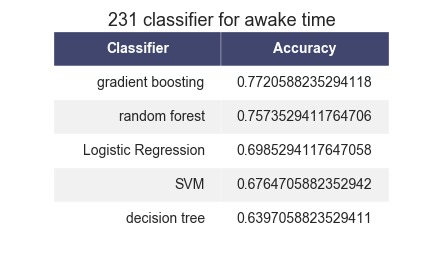 231 classifier for awake time
Classifier Accuracy
gradient boosting 0.7720588235294118
random forest 0.7573529411764706
Logistic Regression 0.6985294117647058
SVM 0.6764705882352942
decision tree 0.6397058823529411